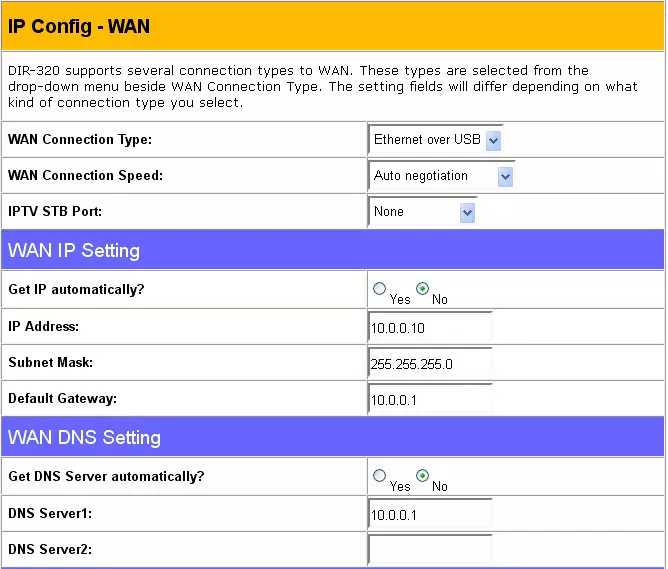 IP Config - WAN
DIR-320 supports several connection types to WAN. These types are selected from the
drop-down menu beside WAN Connection Type. The setting fields will differ depending on what
kind of connection type you select.
WAN Connection Type: Ethernet over USB
WAN Connection Speed: Auto negotiation
IPTV STB Port: None
WAN IP Setting
Get IP automatically? Yes No
IP Address: 10.0.0.10
Subnet Mask: 255.255.255.0
Default Gateway: 10.0.0.1
WAN DNS Setting
Get DNS Server automatically? Yes No
DNS Server1: 10.0.0.1
DNS Server2: